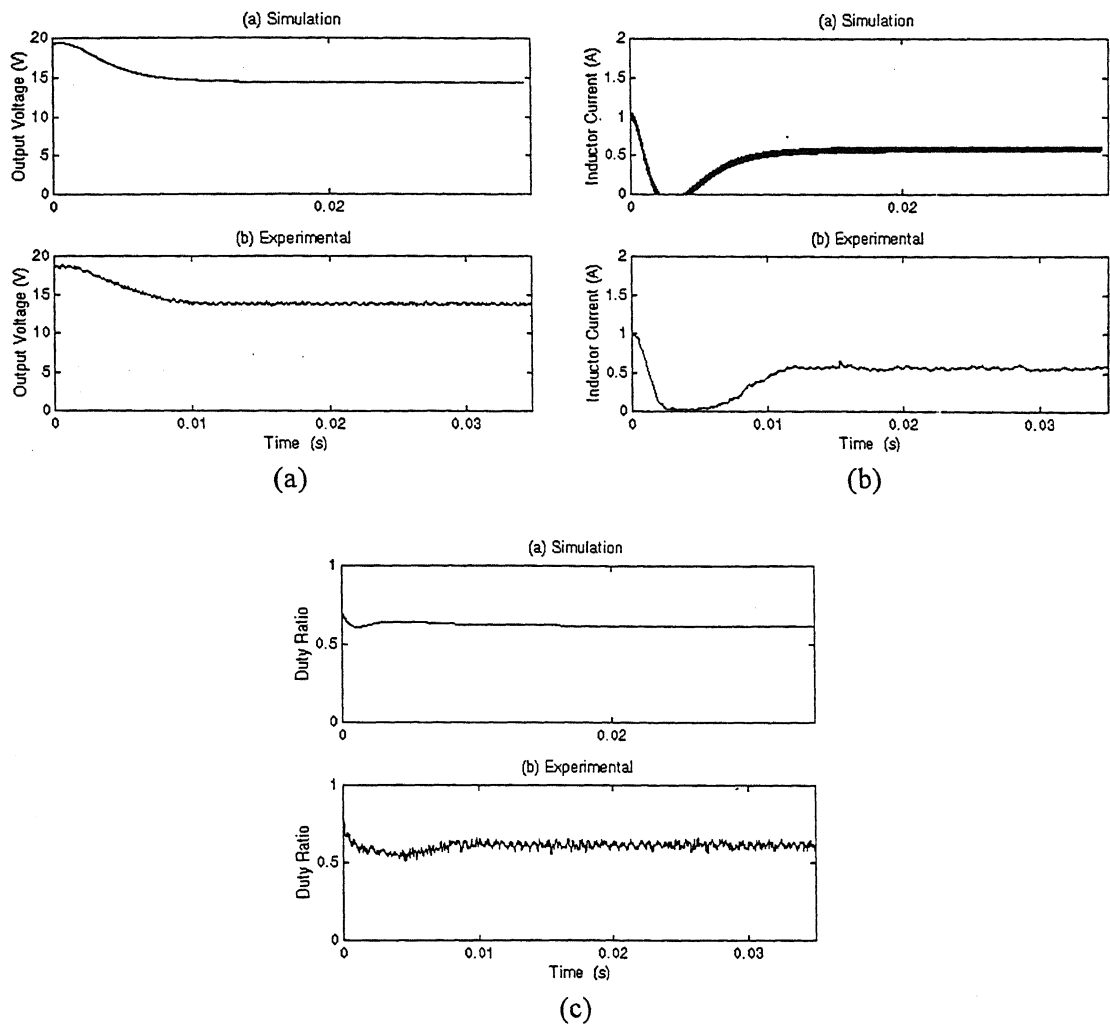 (a) Simulation
Output Voltage (V)
20
15
10
5
0
0
0.02
(b) Experimental
Output Voltage (V)
20
15
10
5
0
0
0.01
0.02
0.03
Time (s)
(a)
(a) Simulation
Inductor Current (A)
2
1.5
1
0.5
0
0
0.02
(b) Experimental
Inductor Current (A)
2
1.5
1
0.5
0
0
0.01
0.02
0.03
Time (s)
(b)
(a) Simulation
Duty Ratio
1
0.5
0
0
0.02
(b) Experimental
Duty Ratio
1
0.5
0
0
0.01
0.02
0.03
Time (s)
(c)